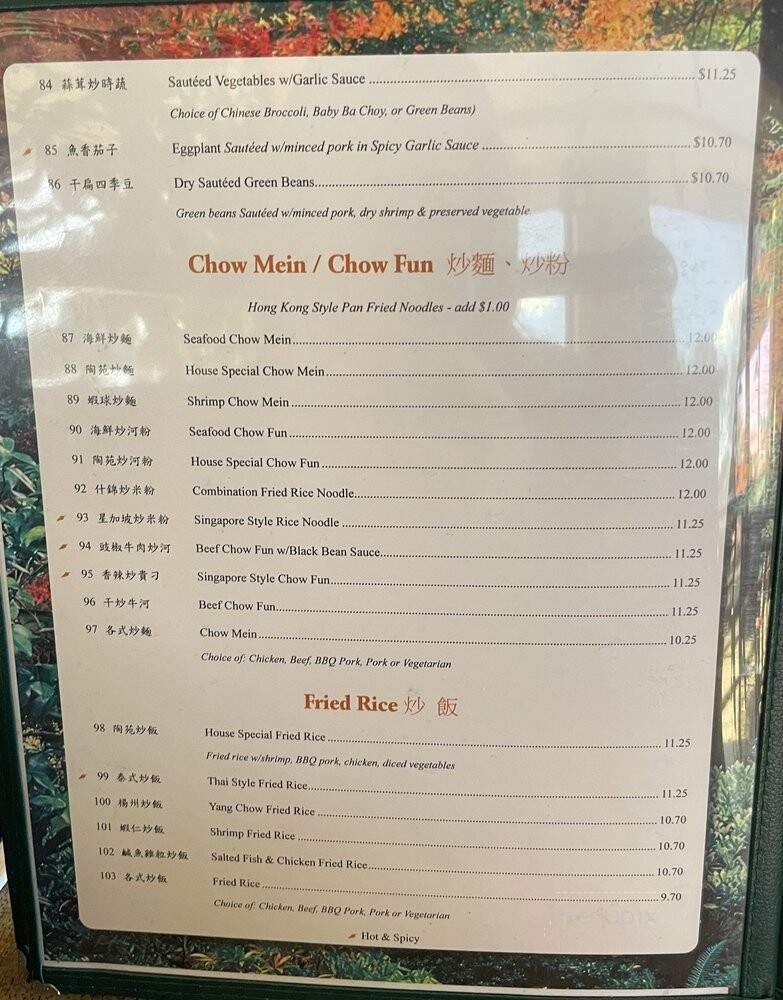 84 蒜茸炒時蔬 Sautéed Vegetables w/Garlic Sauce $11.25
Choice of Chinese Broccoli, Baby Ba Choy, or Green Beans)
85 魚香茄子 Eggplant Sautéed w/minced pork in Spicy Garlic Sauce $10.70
86 干扁四季豆 Dry Sautéed Green Beans $10.70
Green beans Sautéed w/minced pork, dry shrimp & preserved vegetable.
Chow Mein / Chow Fun 炒麵、炒粉
Hong Kong Style Pan Fried Noodles - add $1.00
87 海鮮炒麵 Seafood Chow Mein 12.00
88 陶苑炒麵 House Special Chow Mein 12.00
89 蝦球炒麵 Shrimp Chow Mein 12.00
90 海鮮炒河粉 Seafood Chow Fun 12.00
91 陶苑炒河粉 House Special Chow Fun 12.00
92 什錦炒米粉 Combination Fried Rice Noodle 12.00
93 星加坡炒米粉 Singapore Style Rice Noodle 11.25
94 豉椒牛肉炒河 Beef Chow Fun w/Black Bean Sauce 11.25
95 香辣炒貴刁 Singapore Style Chow Fun 11.25
96 干炒牛河 Beef Chow Fun 11.25
97 各式炒麵 Chow Mein 10.25
Choice of: Chicken, Beef, BBQ Pork, Pork or Vegetarian
Fried Rice 炒 飯
98 陶苑炒飯 House Special Fried Rice 11.25
Fried rice w/shrimp, BBQ pork, chicken, diced vegetables
99 泰式炒飯 Thai Style Fried Rice 11.25
100 楊州炒飯 Yang Chow Fried Rice 10.70
101 蝦仁炒飯 Shrimp Fried Rice 10.70
102 鹹魚雞粒炒飯 Salted Fish & Chicken Fried Rice 10.70
103 各式炒飯 Fried Rice 9.70
Choice of: Chicken, Beef, BBQ Pork, Pork or Vegetarian
Hot & Spicy